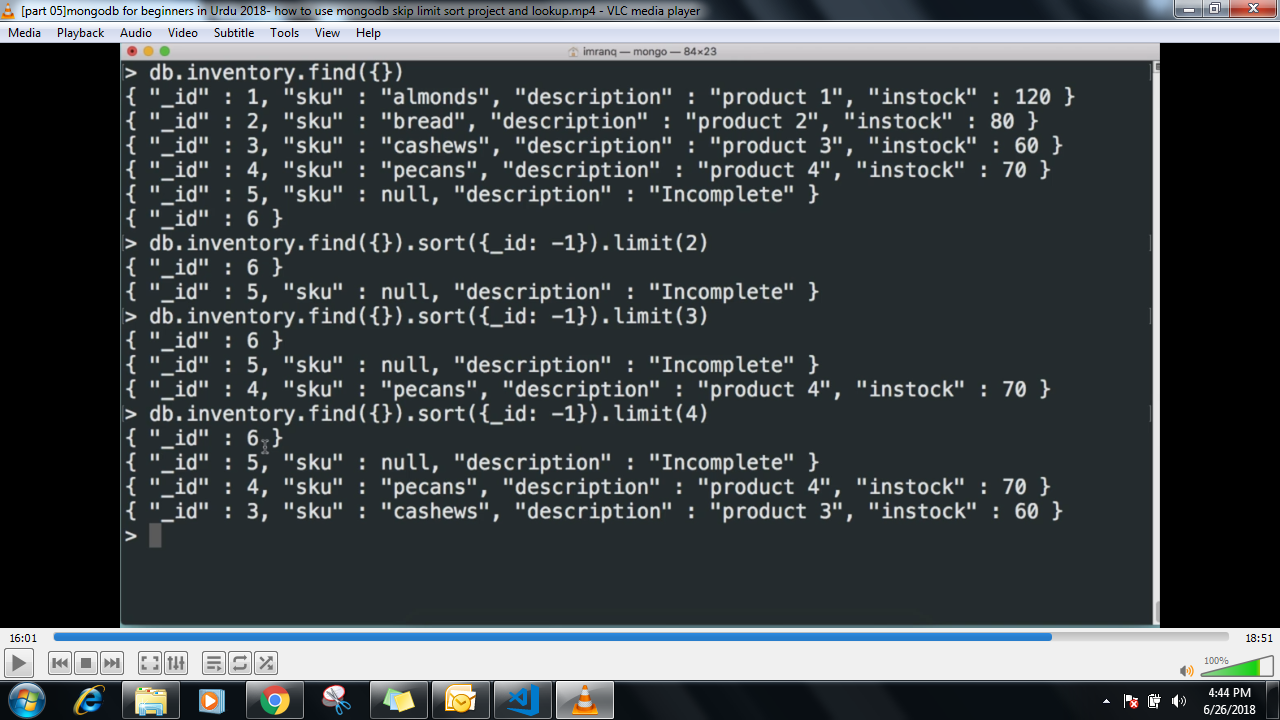 [part 05]mongodb for beginners in Urdu 2018- how to use mongodb skip limit sort project and lookup.mp4 - VLC media player
Media Playback Audio Video Subtitle Tools View Help
imranq — mongo — 84×23
> db.inventory.find({})
{ "_id" : 1, "sku" : "almonds", "description" : "product 1", "instock" : 120 }
{ "_id" : 2, "sku" : "bread", "description" : "product 2", "instock" : 80 }
{ "_id" : 3, "sku" : "cashews", "description" : "product 3", "instock" : 60 }
{ "_id" : 4, "sku" : "pecans", "description" : "product 4", "instock" : 70 }
{ "_id" : 5, "sku" : null, "description" : "Incomplete" }
{ "_id" : 6 }
> db.inventory.find({}).sort({_id: -1}).limit(2)
{ "_id" : 6 }
{ "_id" : 5, "sku" : null, "description" : "Incomplete" }
> db.inventory.find({}).sort({_id: -1}).limit(3)
{ "_id" : 6 }
{ "_id" : 5, "sku" : null, "description" : "Incomplete" }
{ "_id" : 4, "sku" : "pecans", "description" : "product 4", "instock" : 70 }
> db.inventory.find({}).sort({_id: -1}).limit(4)
{ "_id" : 6 }
{ "_id" : 5, "sku" : null, "description" : "Incomplete" }
{ "_id" : 4, "sku" : "pecans", "description" : "product 4", "instock" : 70 }
{ "_id" : 3, "sku" : "cashews", "description" : "product 3", "instock" : 60 }
>
16:01 18:51
100%
4:44 PM
6/26/2018